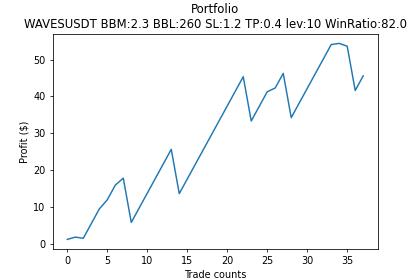 Portfolio
WAVESUSDT BBM:2.3 BBL:260 SL:1.2 TP:0.4 lev:10 WinRatio:82.0
50
40
30
20
10
0
Profit ($)
0 5 10 15 20 25 30 35
Trade counts